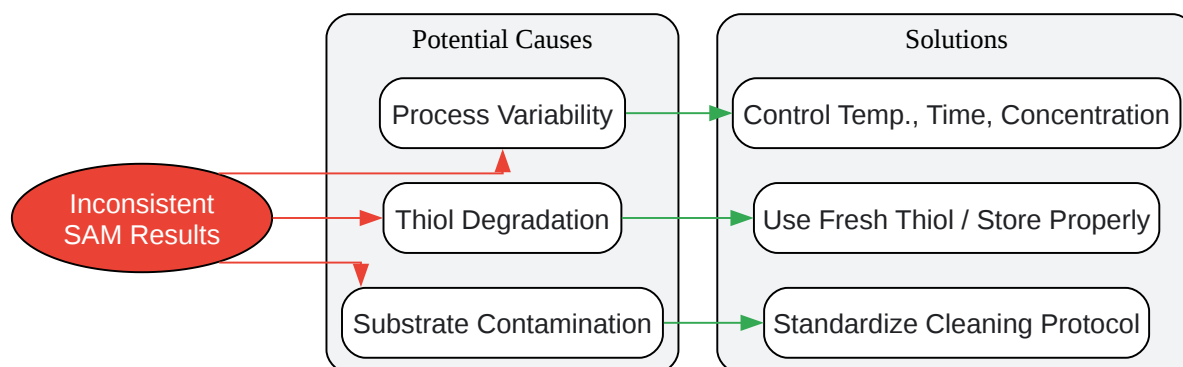 Potential Causes
Solutions
Process Variability
Control Temp., Time, Concentration
Inconsistent
SAM Results
Thiol Degradation
Use Fresh Thiol / Store Properly
Substrate Contamination
Standardize Cleaning Protocol